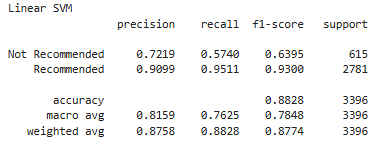 Linear SVM
precision recall f1-score support
Not Recommended 0.7219 0.5740 0.6395 615
Recommended 0.9099 0.9511 0.9300 2781
accuracy 0.8828 3396
macro avg 0.8159 0.7625 0.7848 3396
weighted avg 0.8758 0.8828 0.8774 3396